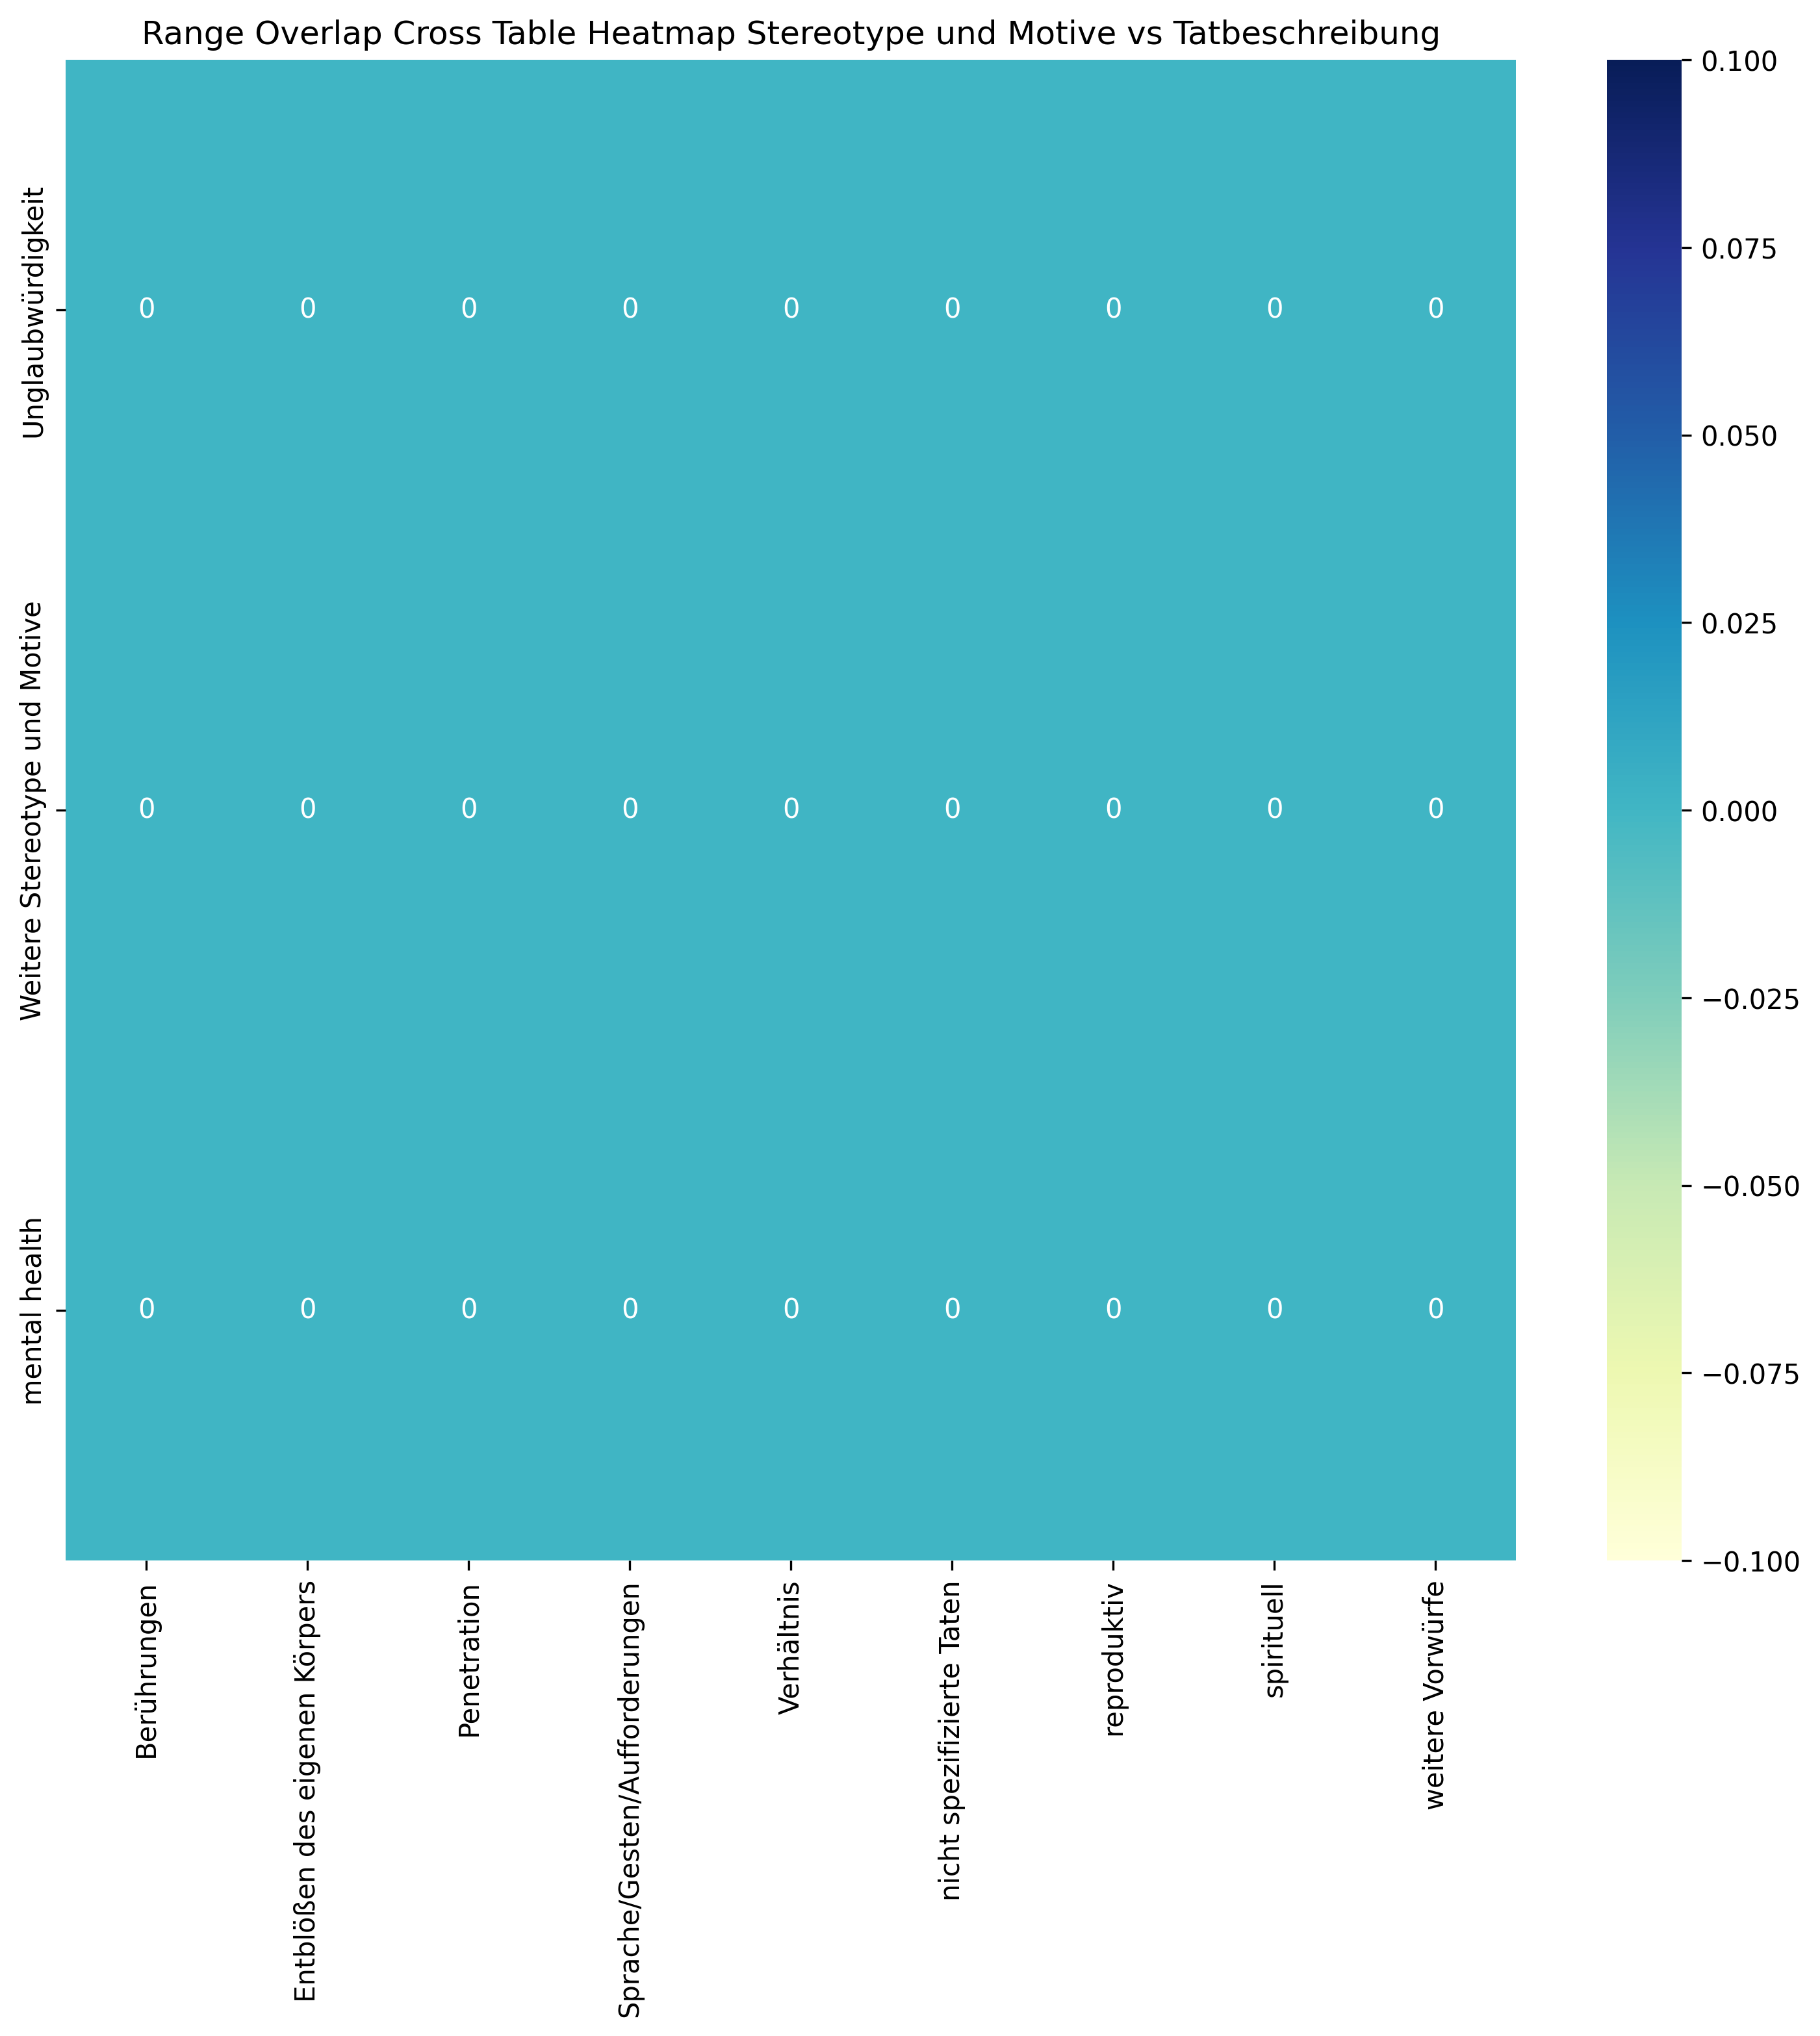 Range Overlap Cross Table Heatmap Stereotype und Motive vs Tatbeschreibung
Unglaubwürdigkeit
0 0 0 0 0 0 0 0 0
Weitere Stereotype und Motive
0 0 0 0 0 0 0 0 0
mental health
0 0 0 0 0 0 0 0 0
Berührungen
Entblößen des eigenen Körpers
Penetration
Sprache/Gesten/Aufforderungen
Verhältnis
nicht spezifizierte Taten
reproduktiv
spirituell
weitere Vorwürfe
0.100
0.075
0.050
0.025
0.000
−0.025
−0.050
−0.075
−0.100